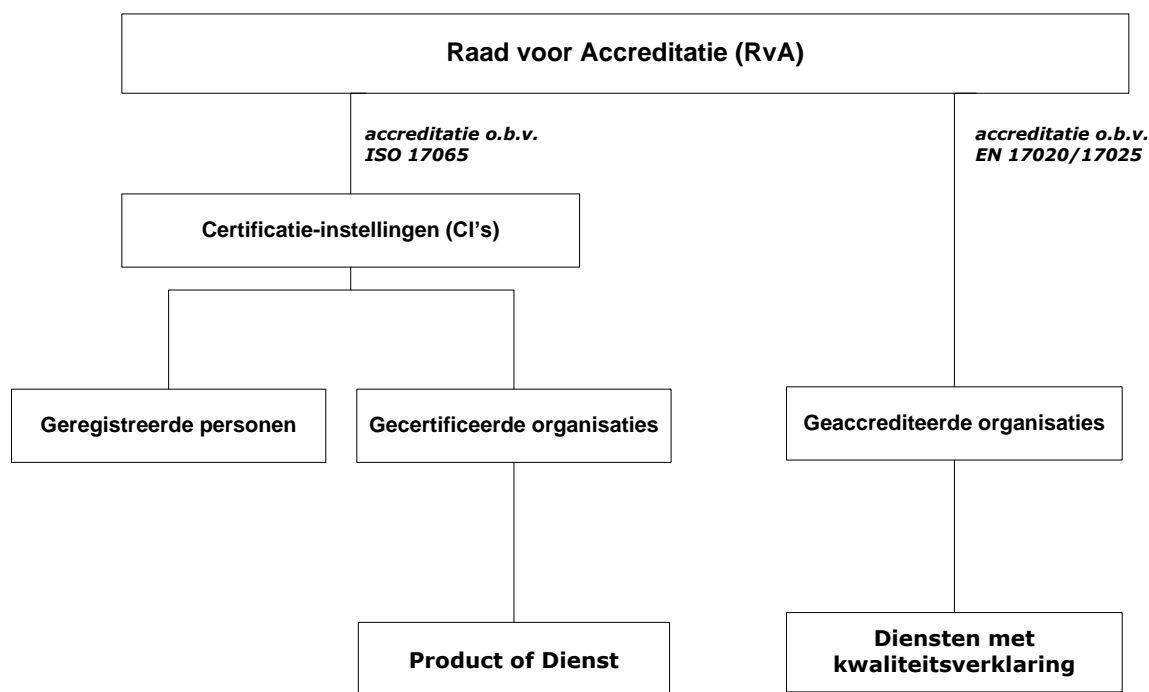 Raad voor Accreditatie (RvA)
accreditatie o.b.v.
ISO 17065
accreditatie o.b.v.
EN 17020/17025
Certificatie-instellingen (CI's)
Geregistreerde personen
Gecertificeerde organisaties
Geaccrediteerde organisaties
Product of Dienst
Diensten met
kwaliteitsverklaring